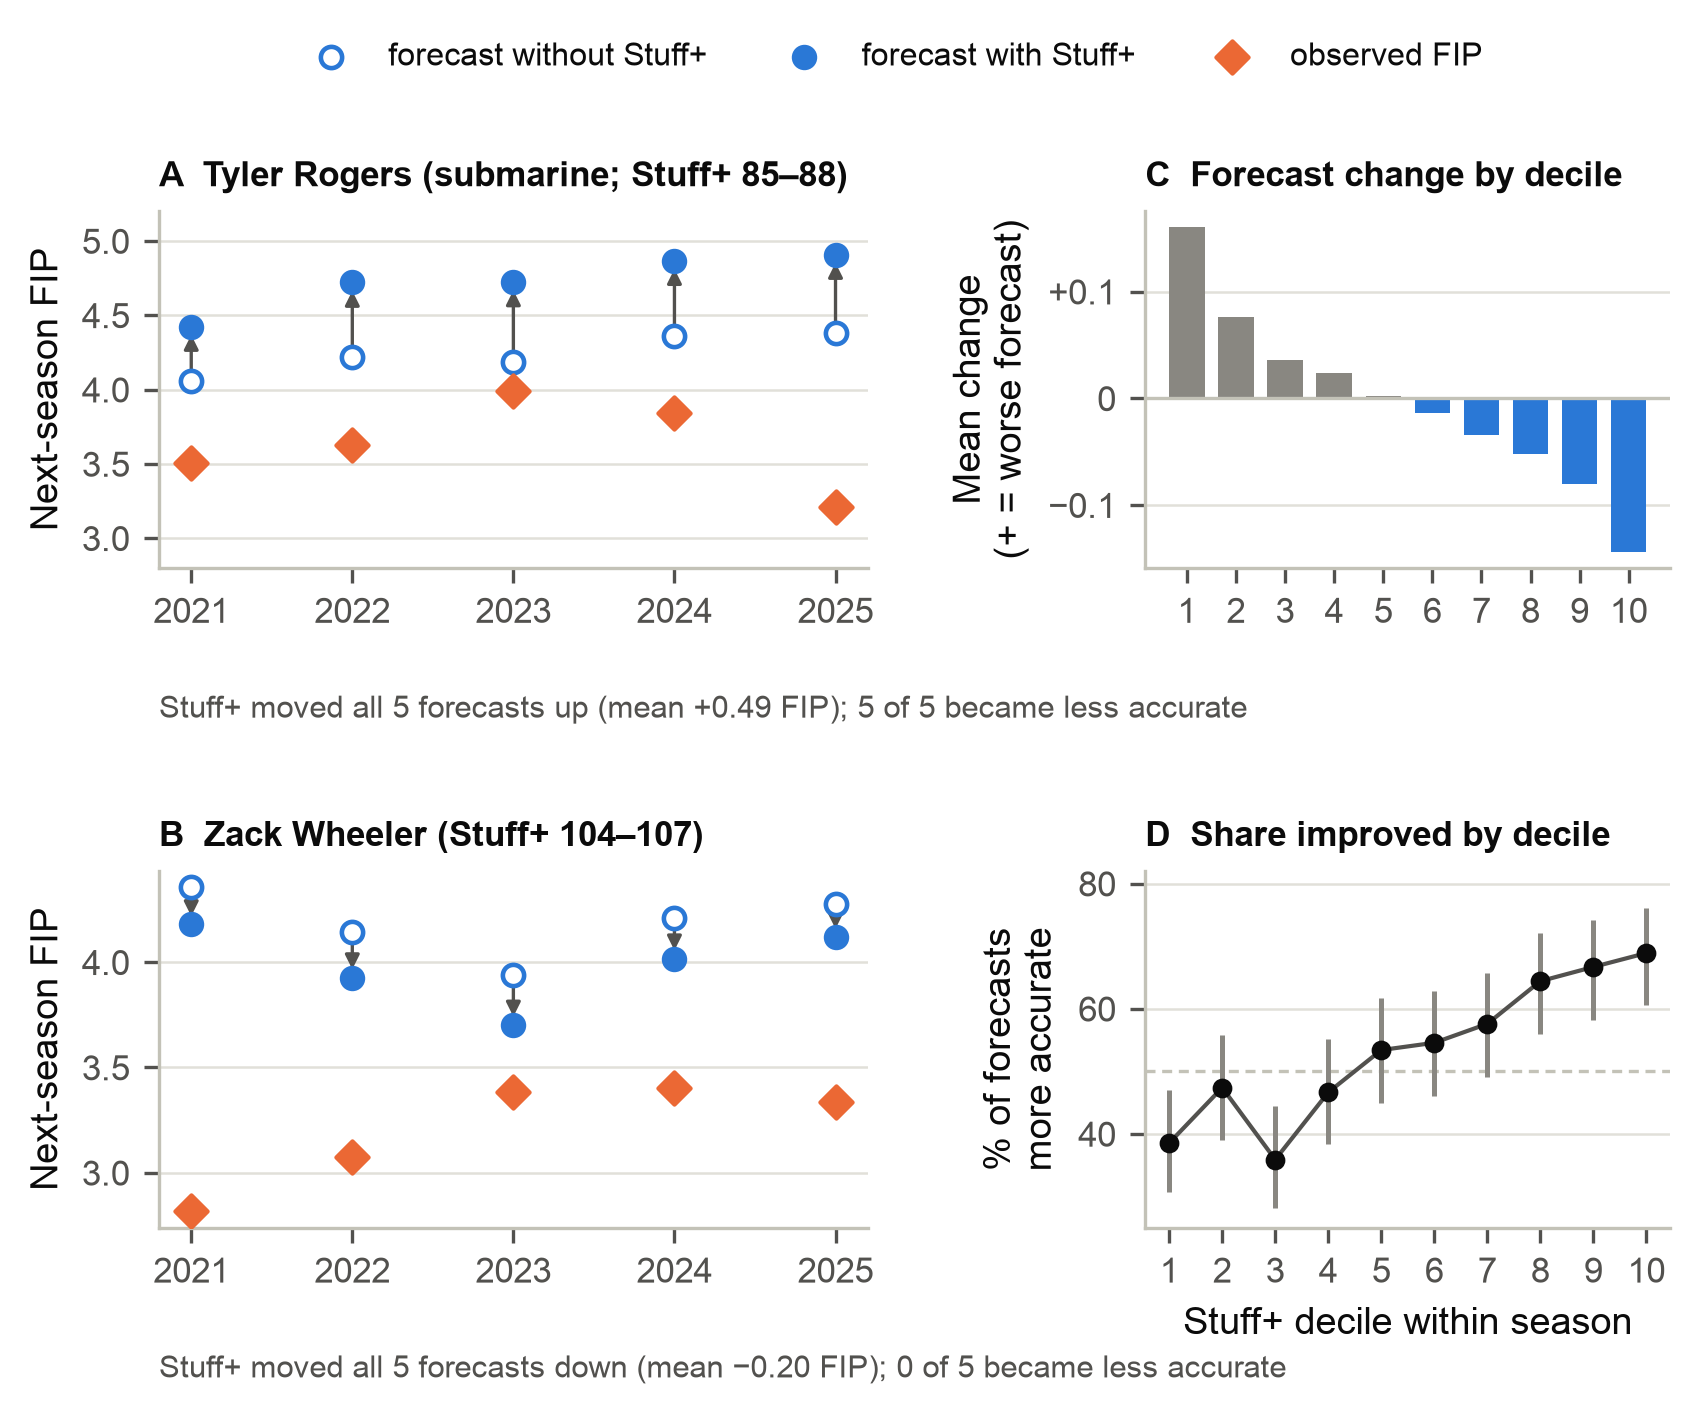 forecast without Stuff+
forecast with Stuff+
observed FIP
A Tyler Rogers (submarine; Stuff+ 85–88)
Next-season FIP
5.0
4.5
4.0
3.5
3.0
2021 2022 2023 2024 2025
Stuff+ moved all 5 forecasts up (mean +0.49 FIP); 5 of 5 became less accurate
C Forecast change by decile
Mean change
(+ = worse forecast)
+0.1
0
−0.1
1 2 3 4 5 6 7 8 9 10
B Zack Wheeler (Stuff+ 104–107)
Next-season FIP
4.0
3.5
3.0
2021 2022 2023 2024 2025
Stuff+ moved all 5 forecasts down (mean −0.20 FIP); 0 of 5 became less accurate
D Share improved by decile
% of forecasts
more accurate
80
60
40
1 2 3 4 5 6 7 8 9 10
Stuff+ decile within season